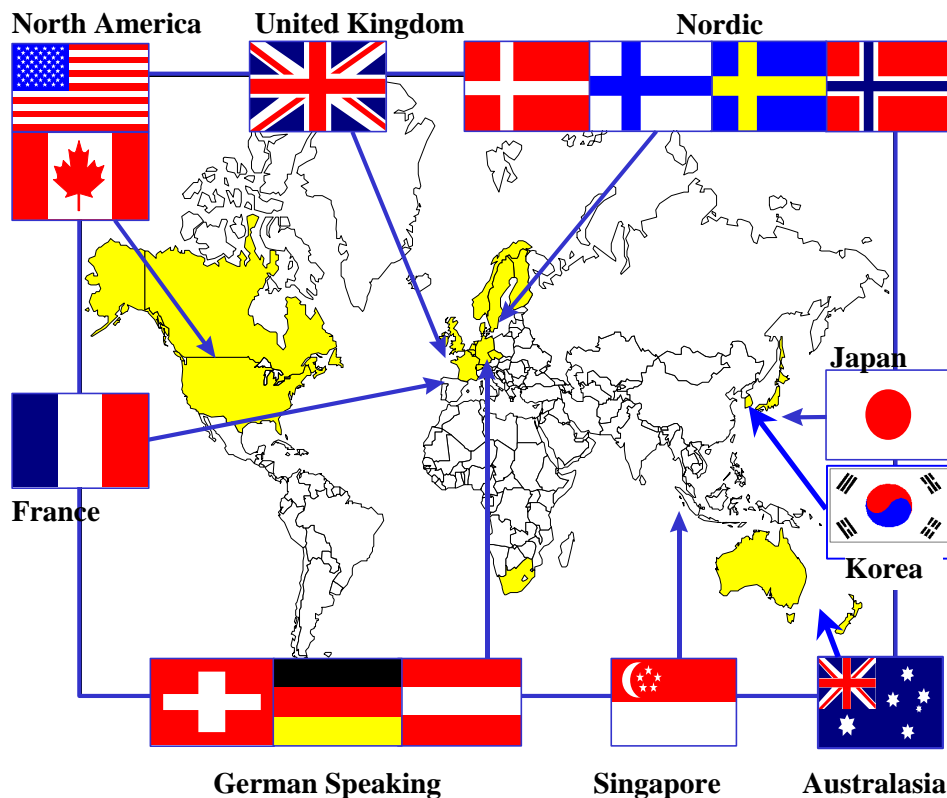 North America
United Kingdom
Nordic
Japan
France
Korea
German Speaking
Singapore
Australasia